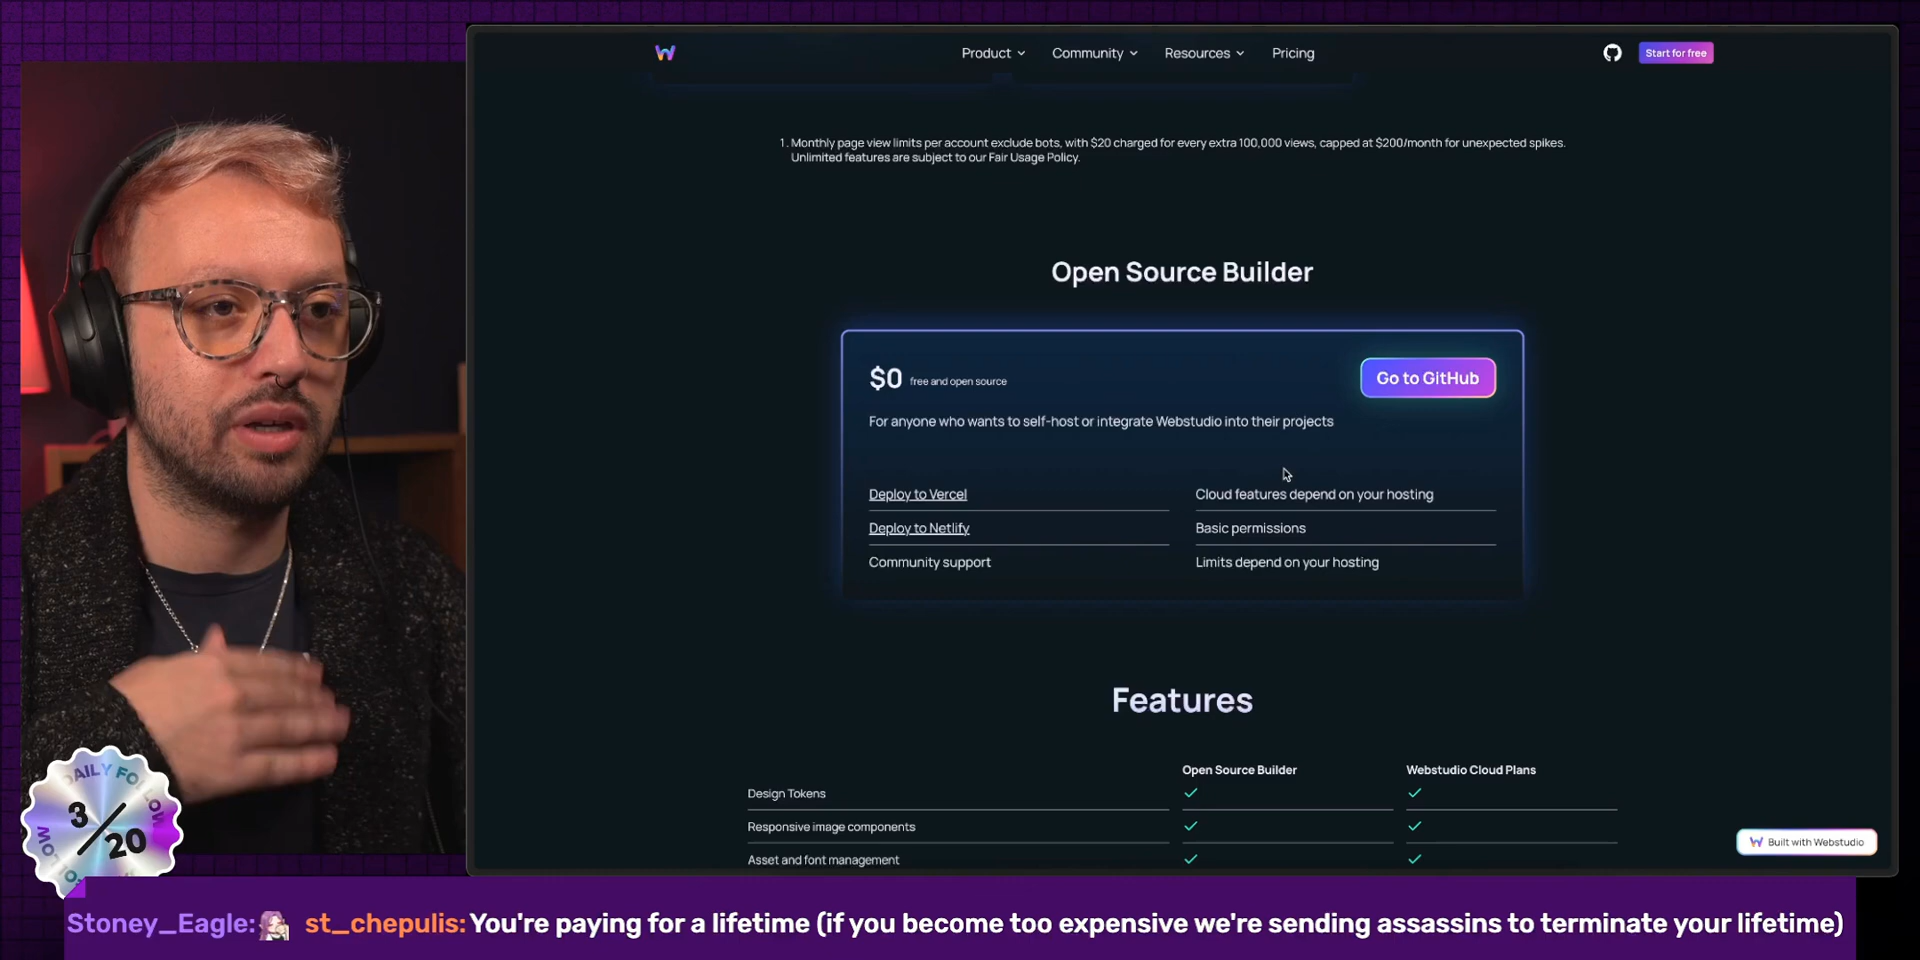 Product
Community
Resources
Pricing
Start for free
1. Monthly page view limits per account exclude bots, with $20 charged for every extra 100,000 views, capped at $200/month for unexpected spikes.
Unlimited features are subject to our Fair Usage Policy.
Open Source Builder
$0 free and open source
Go to GitHub
For anyone who wants to self-host or integrate Webstudio into their projects
Deploy to Vercel
Cloud features depend on your hosting
Deploy to Netlify
Basic permissions
Community support
Limits depend on your hosting
Features
Open Source Builder
Webstudio Cloud Plans
Design Tokens
Responsive image components
Asset and font management
Built with Webstudio
3/20
Stoney_Eagle: st_chepulis: You're paying for a lifetime (if you become too expensive we're sending assassins to terminate your lifetime)